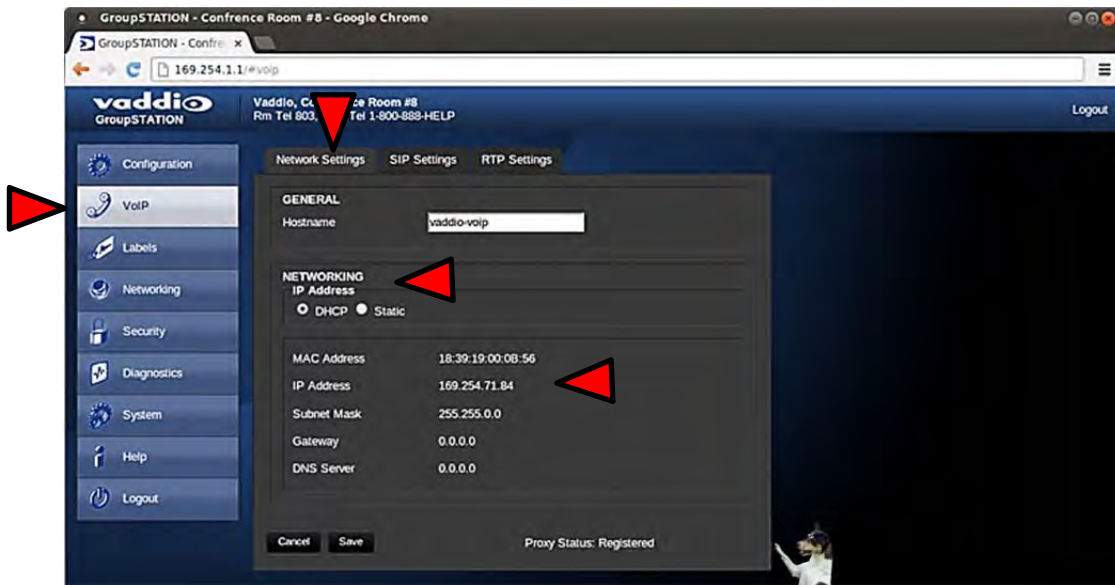 GroupSTATION - Confrence Room #8 - Google Chrome
GroupSTATION - Confre
169.254.1.1/#voip
vaddio
GroupSTATION
Vaddio, Co ce Room #8
Rm Tel 803. Tel 1-800-888-HELP
Logout
Configuration
VoIP
Labels
Networking
Security
Diagnostics
System
Help
Logout
Network Settings SIP Settings RTP Settings
GENERAL
Hostname vaddio-voip
NETWORKING
IP Address
DHCP Static
MAC Address 18:39:19:00:0B:56
IP Address 169.254.71.84
Subnet Mask 255.255.0.0
Gateway 0.0.0.0
DNS Server 0.0.0.0
Cancel Save Proxy Status: Registered